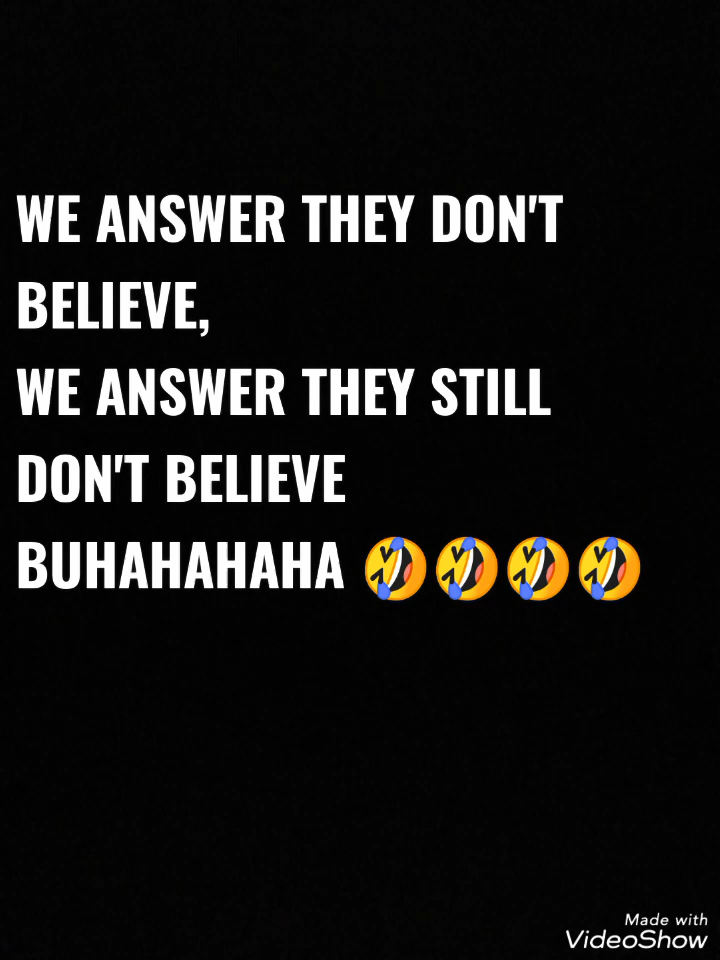 WE ANSWER THEY DON'T
BELIEVE,
WE ANSWER THEY STILL
DON'T BELIEVE
BUHAHAHAHA 🤣🤣🤣🤣
Made with
VideoShow